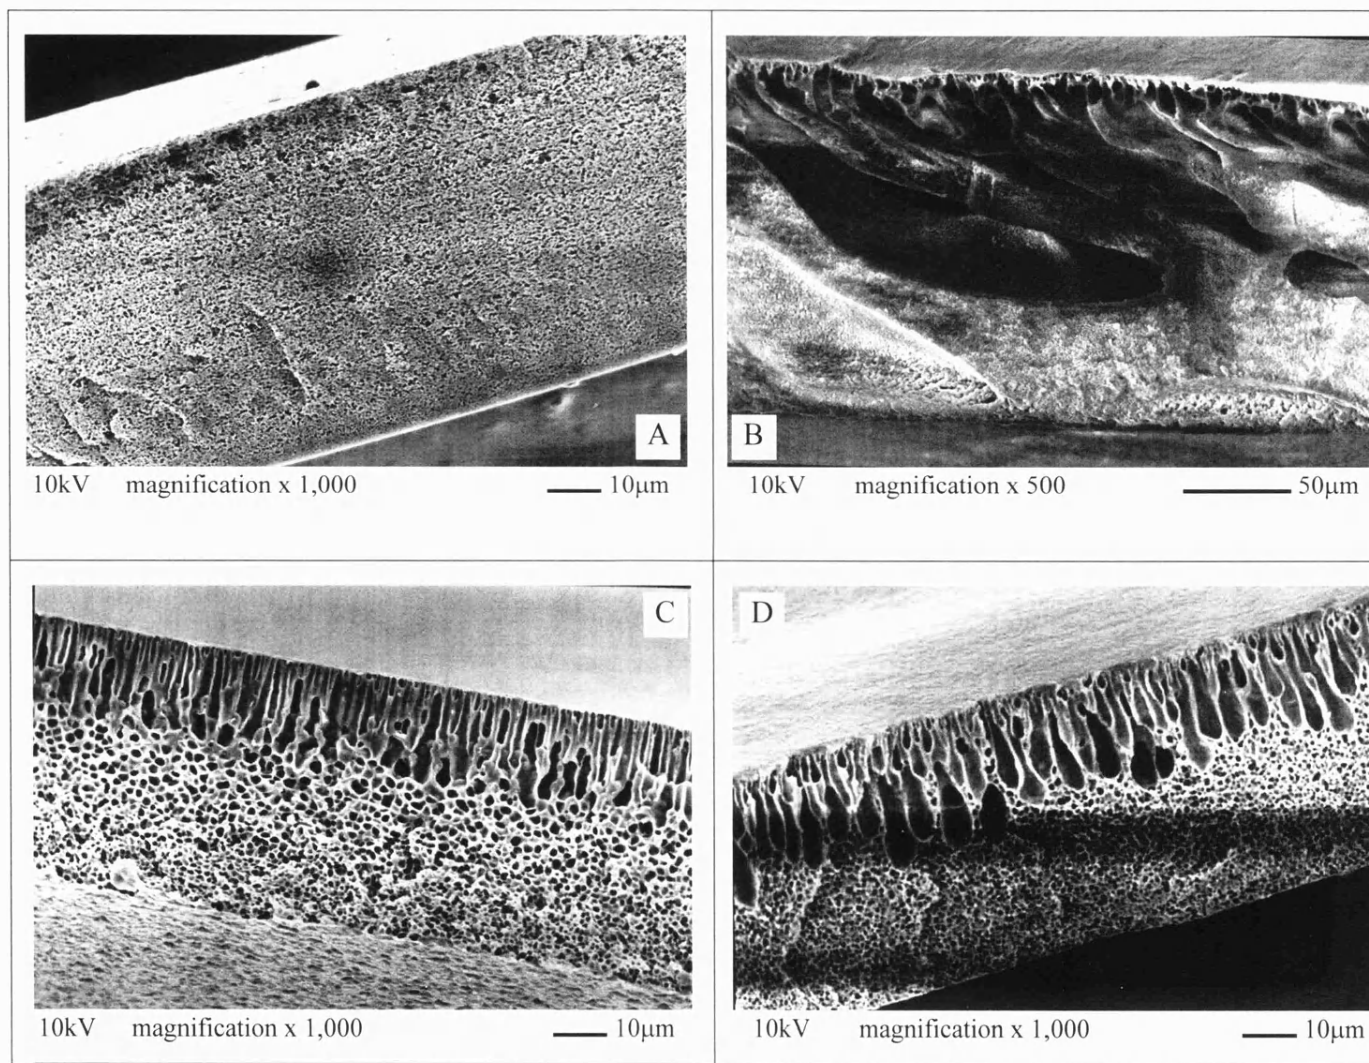 A
B
10kV magnification x 1,000 10μm
10kV magnification x 500 50μm
C
D
10kV magnification x 1,000 10μm
10kV magnification x 1,000 10μm